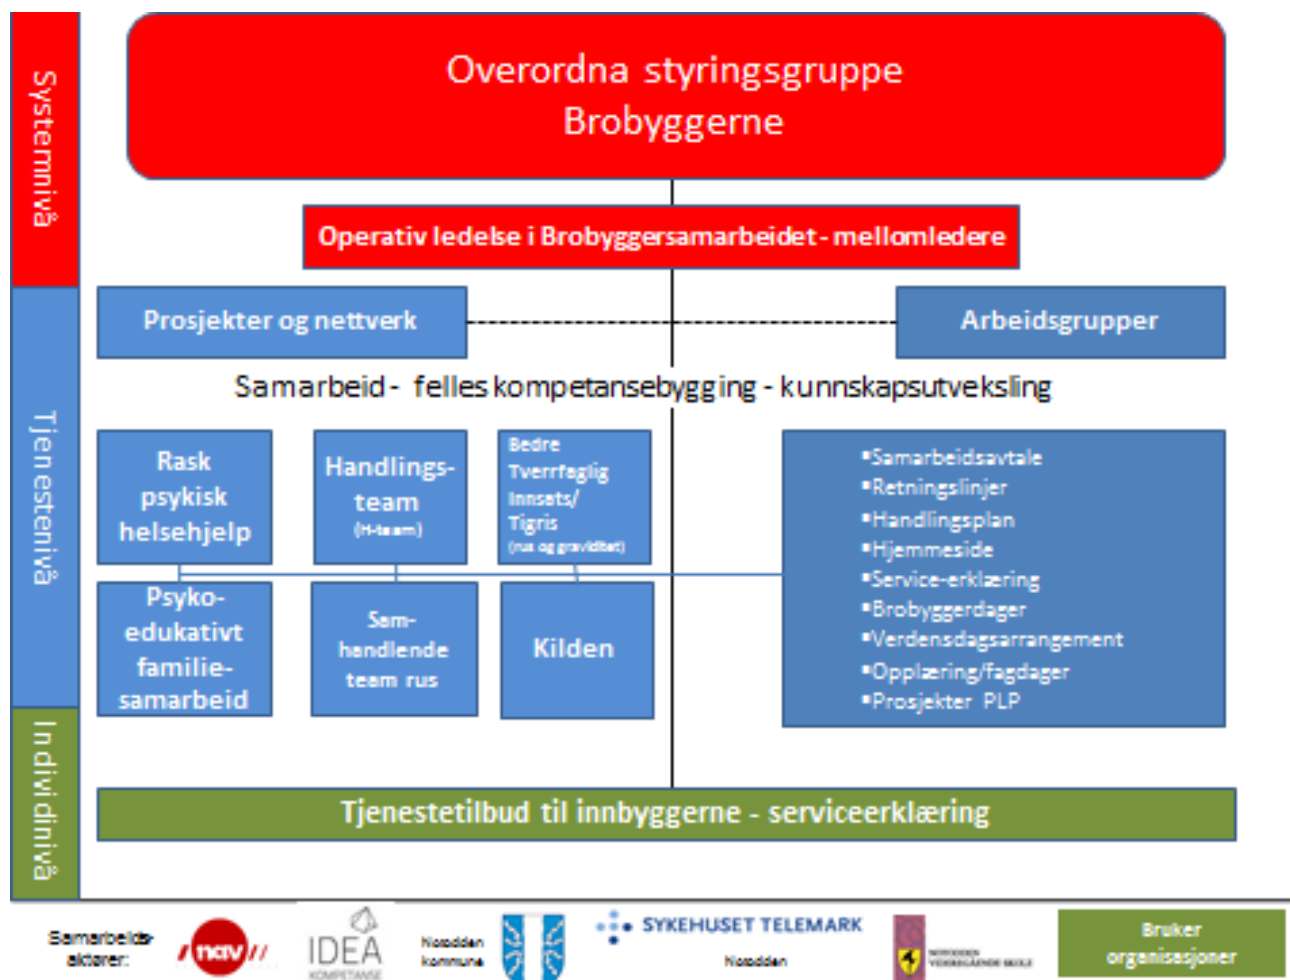 Systemnivå
Overordna styringsgruppe
Brobyggerne
Operativ ledelse i Brobyggersamarbeidet - mellomledere
Tjenestenivå
Prosjekter og nettverk
Arbeidsgrupper
Samarbeid - felles kompetansebygging - kunnskapsutveksling
Rask
psykisk
helsehjelp
Handlings-
team
(H-team)
Bedre
Tverrfaglig
Innsats/
Tigris
(rus og graviditet)
Psyko-
edukativt
familie-
samarbeid
Sam-
handlende
team rus
Kilden
▪Samarbeidsavtale
▪Retningslinjer
▪Handlingsplan
▪Hjemmeside
▪Service-erklæring
▪Brobyggerdager
▪Verdensdagsarrangement
▪Opplæring/fagdager
▪Prosjekter PLP
Individnivå
Tjenestetilbud til innbyggerne - serviceerklæring
Samarbeids-
aktører:
nav
IDEA
KOMPETANSE
Notodden
kommune
SYKEHUSET TELEMARK
Notodden
NOTODDEN
VIDEREGÅENDE SKOLE
Bruker
organisasjoner